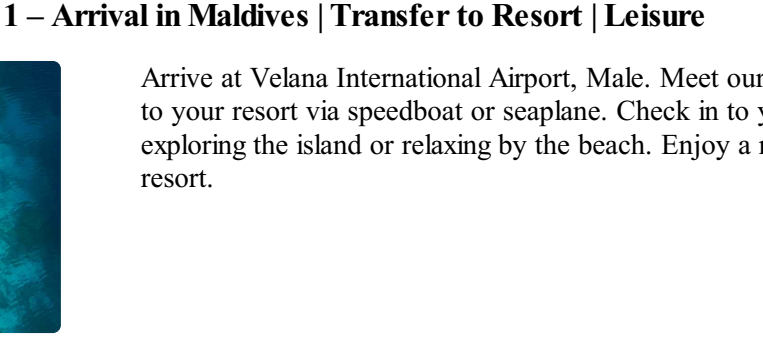 1 – Arrival in Maldives | Transfer to Resort | Leisure
Arrive at Velana International Airport, Male. Meet our
to your resort via speedboat or seaplane. Check in to
exploring the island or relaxing by the beach. Enjoy a
resort.